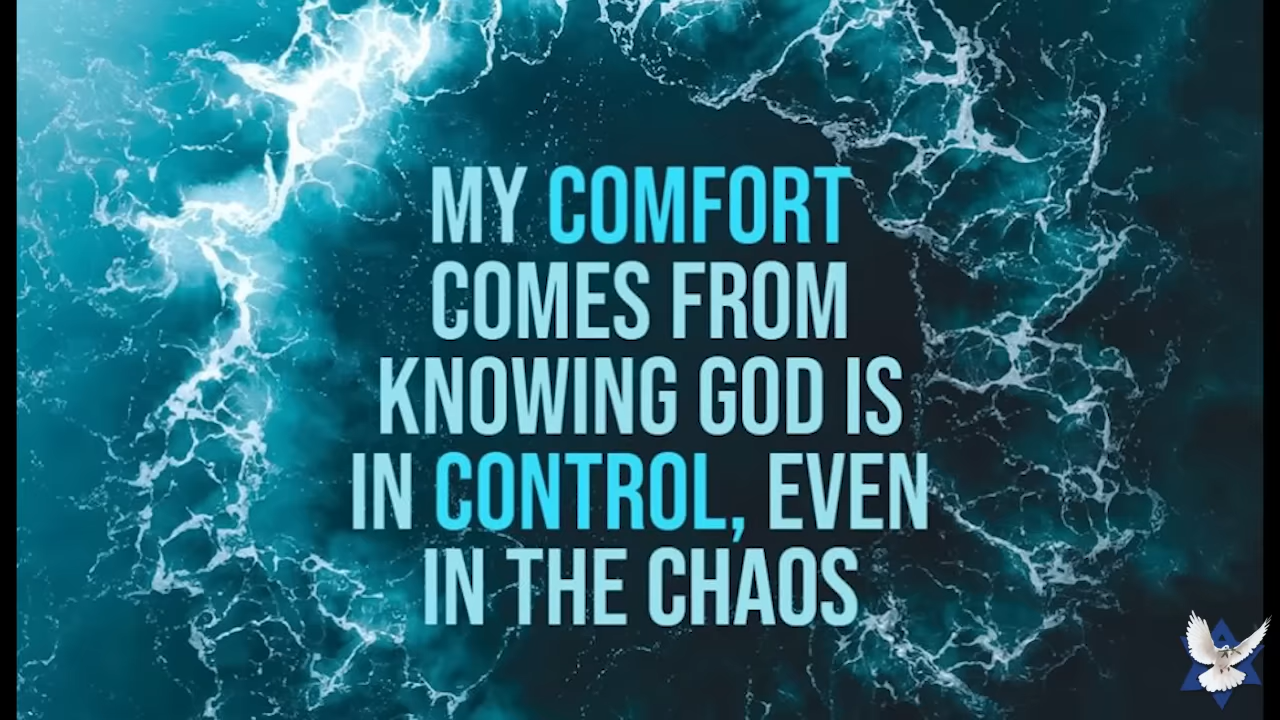 MY COMFORT
COMES FROM
KNOWING GOD IS
IN CONTROL, EVEN
IN THE CHAOS